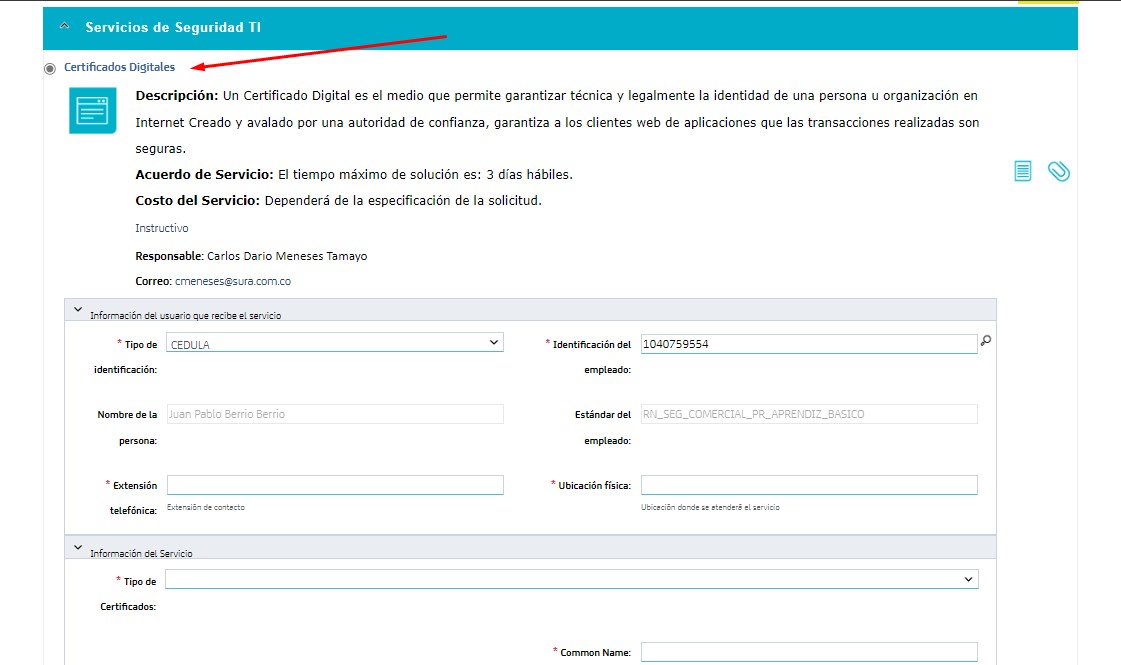 Servicios de Seguridad TI
Certificados Digitales
Descripción: Un Certificado Digital es el medio que permite garantizar técnica y legalmente la identidad de una persona u organización en
Internet Creado y avalado por una autoridad de confianza, garantiza a los clientes web de aplicaciones que las transacciones realizadas son
seguras.
Acuerdo de Servicio: El tiempo máximo de solución es: 3 días hábiles.
Costo del Servicio: Dependerá de la especificación de la solicitud.
Instructivo
Responsable: Carlos Dario Meneses Tamayo
Correo: cmeneses@sura.com.co
Información del usuario que recibe el servicio
* Tipo de identificación: CEDULA
* Identificación del empleado: 1040759554
Nombre de la persona: Juan Pablo Berrio Berrio
Estándar del empleado: RN_SEG_COMERCIAL_PR_APRENDIZ_BASICO
* Extensión telefónica:
Extensión de contacto
* Ubicación física:
Ubicación donde se atenderá el servicio
Información del Servicio
* Tipo de Certificados:
* Common Name: